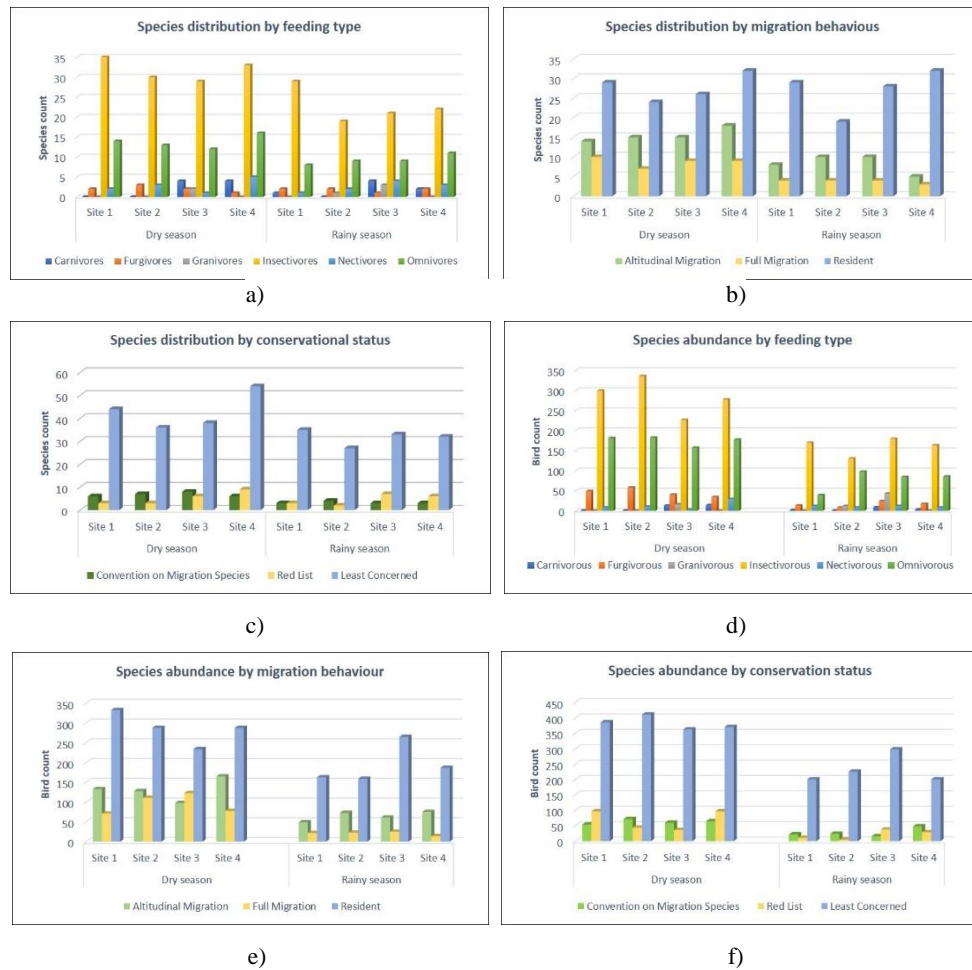 Species distribution by feeding type
Species count
35
30
25
20
15
10
5
0
Site 1 Site 2 Site 3 Site 4 Site 1 Site 2 Site 3 Site 4
Dry season Rainy season
Carnivores Furgivores Granivores Insectivores Nectivores Omnivores
a)
Species distribution by migration behavious
Species count
35
30
25
20
15
10
5
0
Site 1 Site 2 Site 3 Site 4 Site 1 Site 2 Site 3 Site 4
Dry season Rainy season
Altitudinal Migration Full Migration Resident
b)
Species distribution by conservational status
Species count
60
50
40
30
20
10
0
Site 1 Site 2 Site 3 Site 4 Site 1 Site 2 Site 3 Site 4
Dry season Rainy season
Convention on Migration Species Red List Least Concerned
c)
Species abundance by feeding type
Bird count
350
300
250
200
150
100
50
0
Site 1 Site 2 Site 3 Site 4 Site 1 Site 2 Site 3 Site 4
Dry season Rainy season
Carnivorous Furgivorous Granivorous Insectivorous Nectivorous Omnivorous
d)
Species abundance by migration behaviour
Bird count
350
300
250
200
150
100
50
0
Site 1 Site 2 Site 3 Site 4 Site 1 Site 2 Site 3 Site 4
Dry season Rainy season
Altitudinal Migration Full Migration Resident
e)
Species abundance by conservation status
Bird count
450
400
350
300
250
200
150
100
50
0
Site 1 Site 2 Site 3 Site 4 Site 1 Site 2 Site 3 Site 4
Dry season Rainy season
Convention on Migration Species Red List Least Concerned
f)